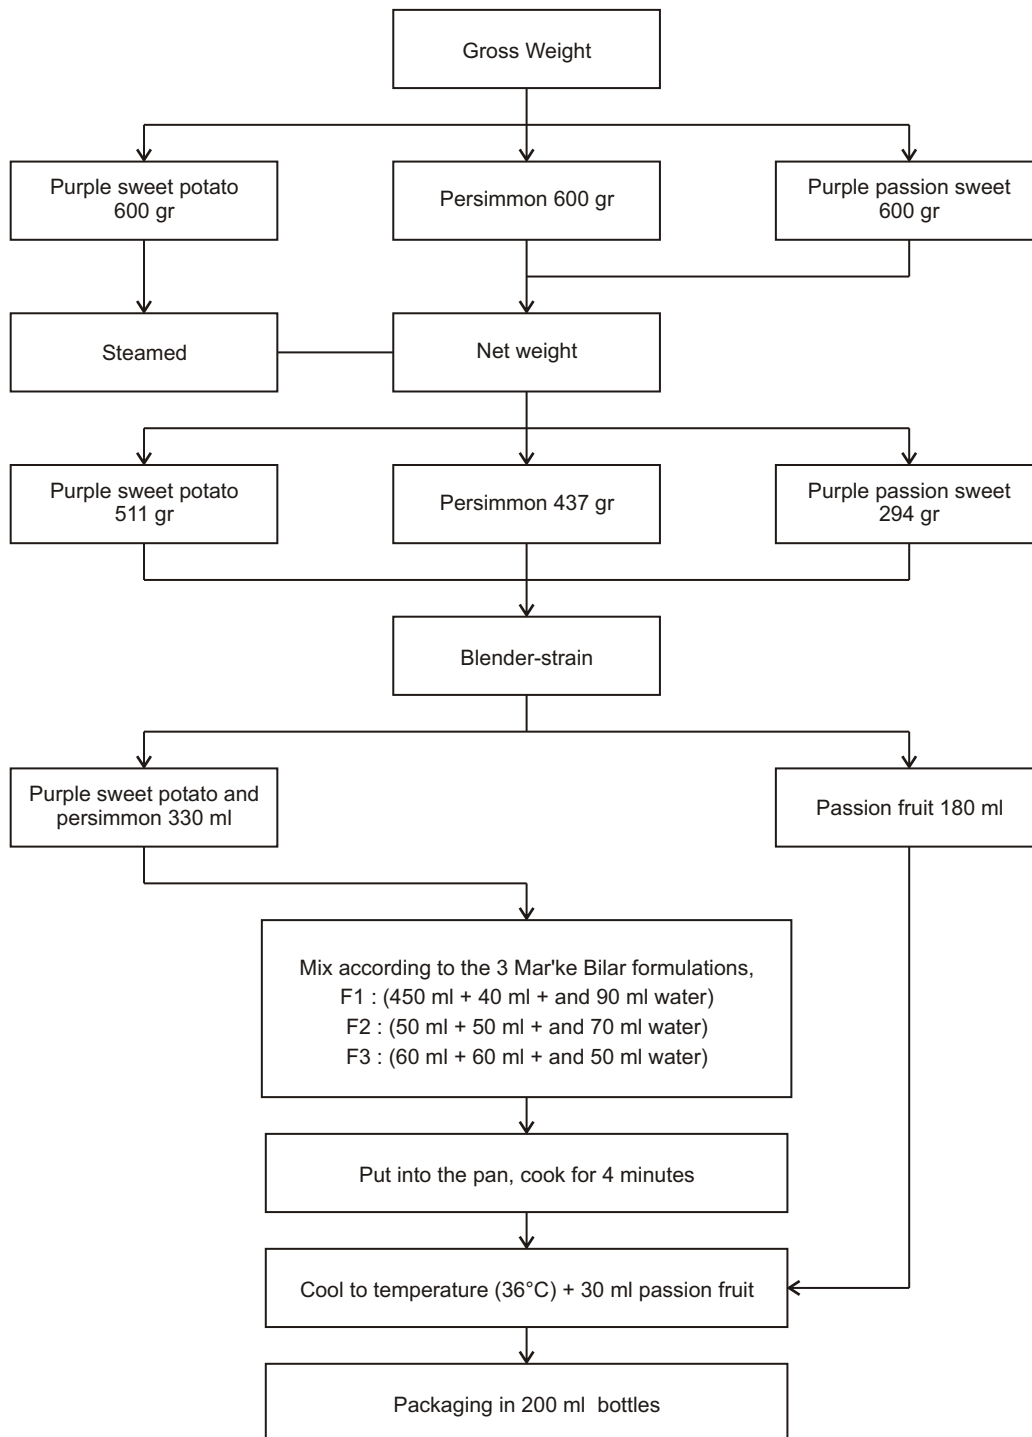 Gross Weight
Purple sweet potato
600 gr
Persimmon 600 gr
Purple passion sweet
600 gr
Steamed
Net weight
Purple sweet potato
511 gr
Persimmon 437 gr
Purple passion sweet
294 gr
Blender-strain
Purple sweet potato and
persimmon 330 ml
Passion fruit 180 ml
Mix according to the 3 Mar'ke Bilar formulations,
F1 : (450 ml + 40 ml + and 90 ml water)
F2 : (50 ml + 50 ml + and 70 ml water)
F3 : (60 ml + 60 ml + and 50 ml water)
Put into the pan, cook for 4 minutes
Cool to temperature (36°C) + 30 ml passion fruit
Packaging in 200 ml  bottles